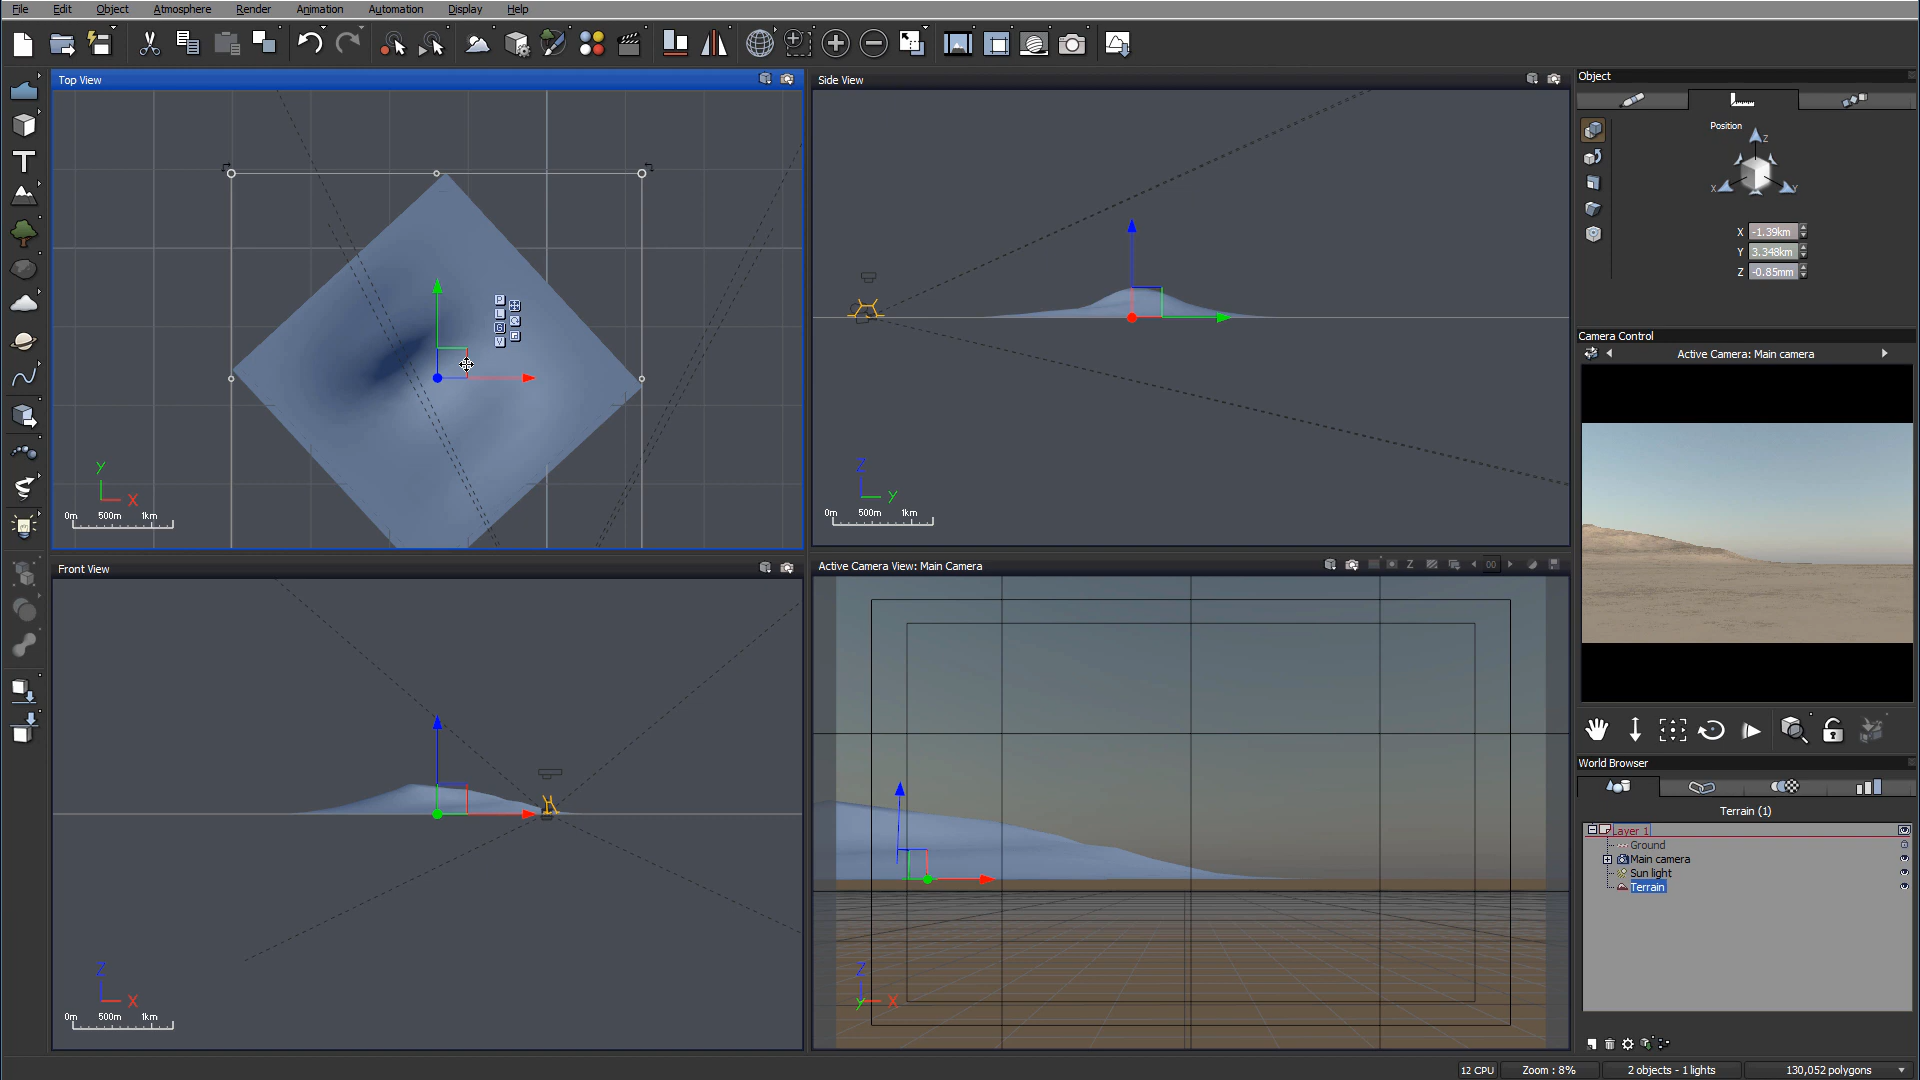 File Edit Object Atmosphere Render Animation Automation Display Help
Top View
P
L
G
V
Y
X
0m 500m 1km
Side View
Z
Y
0m 500m 1km
Front View
Z
X
0m 500m 1km
Active Camera View: Main Camera
Z
00
Z
Y
X
Object
Position
Z
X
Y
X -1.39km
Y 3.348km
Z -0.85mm
Camera Control
Active Camera: Main camera
World Browser
Terrain (1)
Layer 1
Ground
Main camera
Sun light
Terrain
12 CPU
Zoom : 8%
2 objects - 1 lights
130,052 polygons